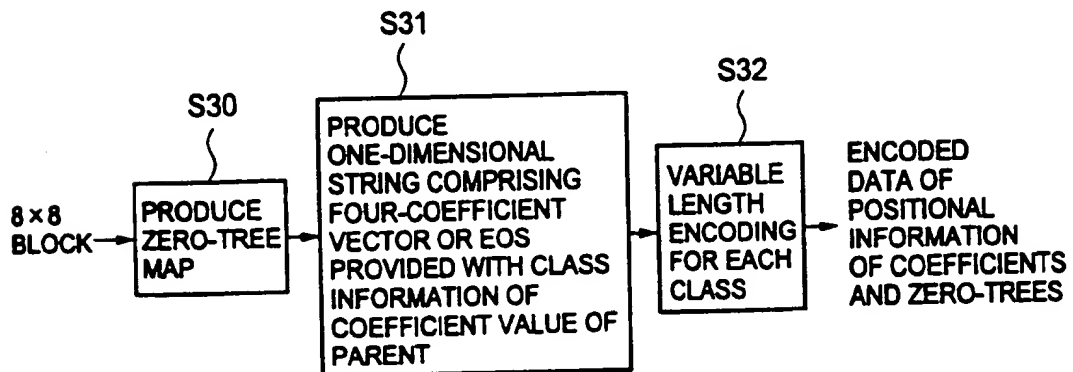 S31
S32
S30
8×8
BLOCK
PRODUCE
ZERO-TREE
MAP
PRODUCE
ONE-DIMENSIONAL
STRING COMPRISING
FOUR-COEFFICIENT
VECTOR OR EOS
PROVIDED WITH CLASS
INFORMATION OF
COEFFICIENT VALUE OF
PARENT
VARIABLE
LENGTH
ENCODING
FOR EACH
CLASS
ENCODED
DATA OF
POSITIONAL
INFORMATION
OF COEFFICIENTS
AND ZERO-TREES